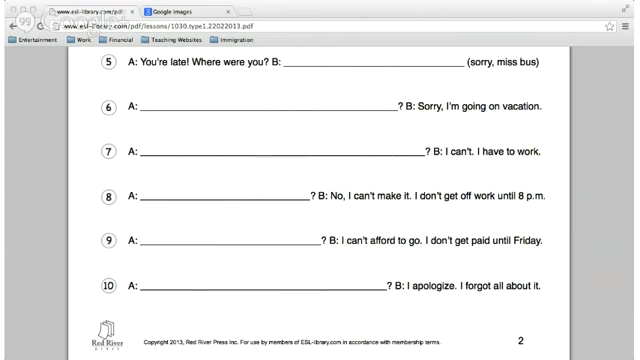 www.esl-library.com/pdf/
Google Images
www.esl-library.com/pdf/lessons/1030.type1.22022013.pdf
Entertainment Work Financial Teaching Websites Immigration
5 A: You're late! Where were you? B: ______________________________ (sorry, miss bus)
6 A: ______________________________? B: Sorry, I'm going on vacation.
7 A: ______________________________? B: I can't. I have to work.
8 A: ______________________________? B: No, I can't make it. I don't get off work until 8 p.m.
9 A: ______________________________? B: I can't afford to go. I don't get paid until Friday.
10 A: ______________________________? B: I apologize. I forgot all about it.
Red River
PRESS
Copyright 2013, Red River Press Inc. For use by members of ESL-library.com in accordance with membership terms.
2